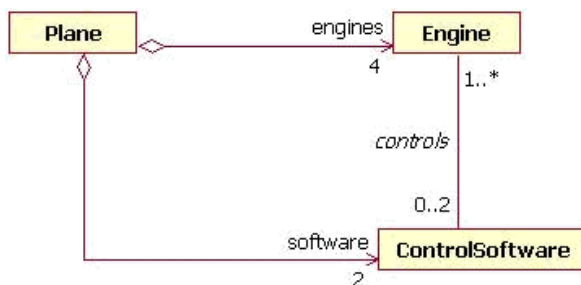 Plane
engines
Engine
4
1..*
controls
0..2
software
ControlSoftware
2